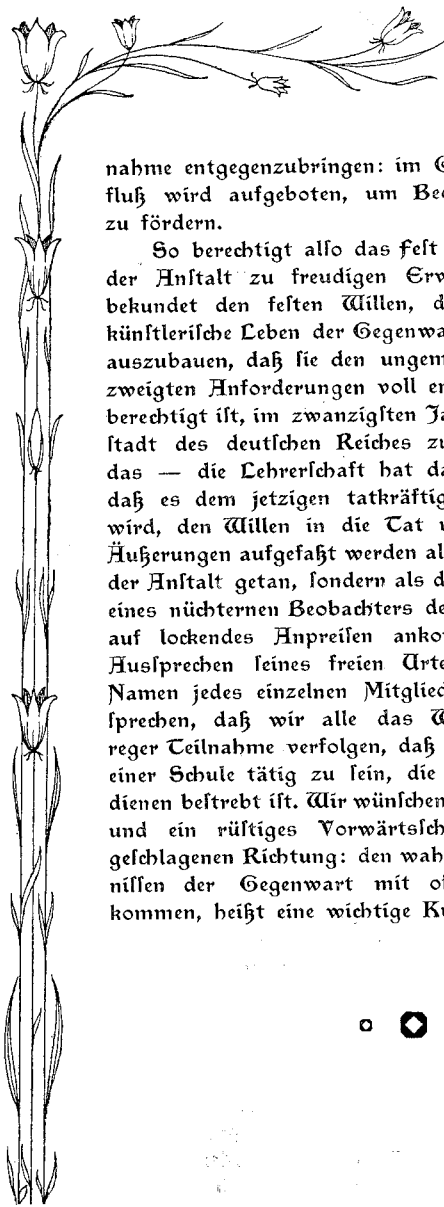 nahme entgegenzubringen: im G
fluß wird aufgeboten, um Bed
zu fördern.
So berechtigt also das Fest
der Anstalt zu freudigen Erw
bekundet den festen Willen, d
künstlerische Leben der Gegenwa
auszubauen, daß sie den ungem
zweigten Anforderungen voll en
berechtigt ist, im zwanzigsten Ja
stadt des deutschen Reiches zu
das — die Lehrerschaft hat da
daß es dem jetzigen tatkräftig
wird, den Willen in die Tat u
Äußerungen aufgefaßt werden al
der Anstalt getan, sondern als d
eines nüchternen Beobachters de
auf lockendes Anpreisen anko
Aussprechen seines freien Urte
Namen jedes einzelnen Mitglied
sprechen, daß wir alle das W
reger Teilnahme verfolgen, daß
einer Schule tätig zu sein, die
dienen bestrebt ist. Wir wünschen
und ein rüstiges Vorwärtssch
geschlagenen Richtung: den wah
nissen der Gegenwart mit of
kommen, heißt eine wichtige Ku